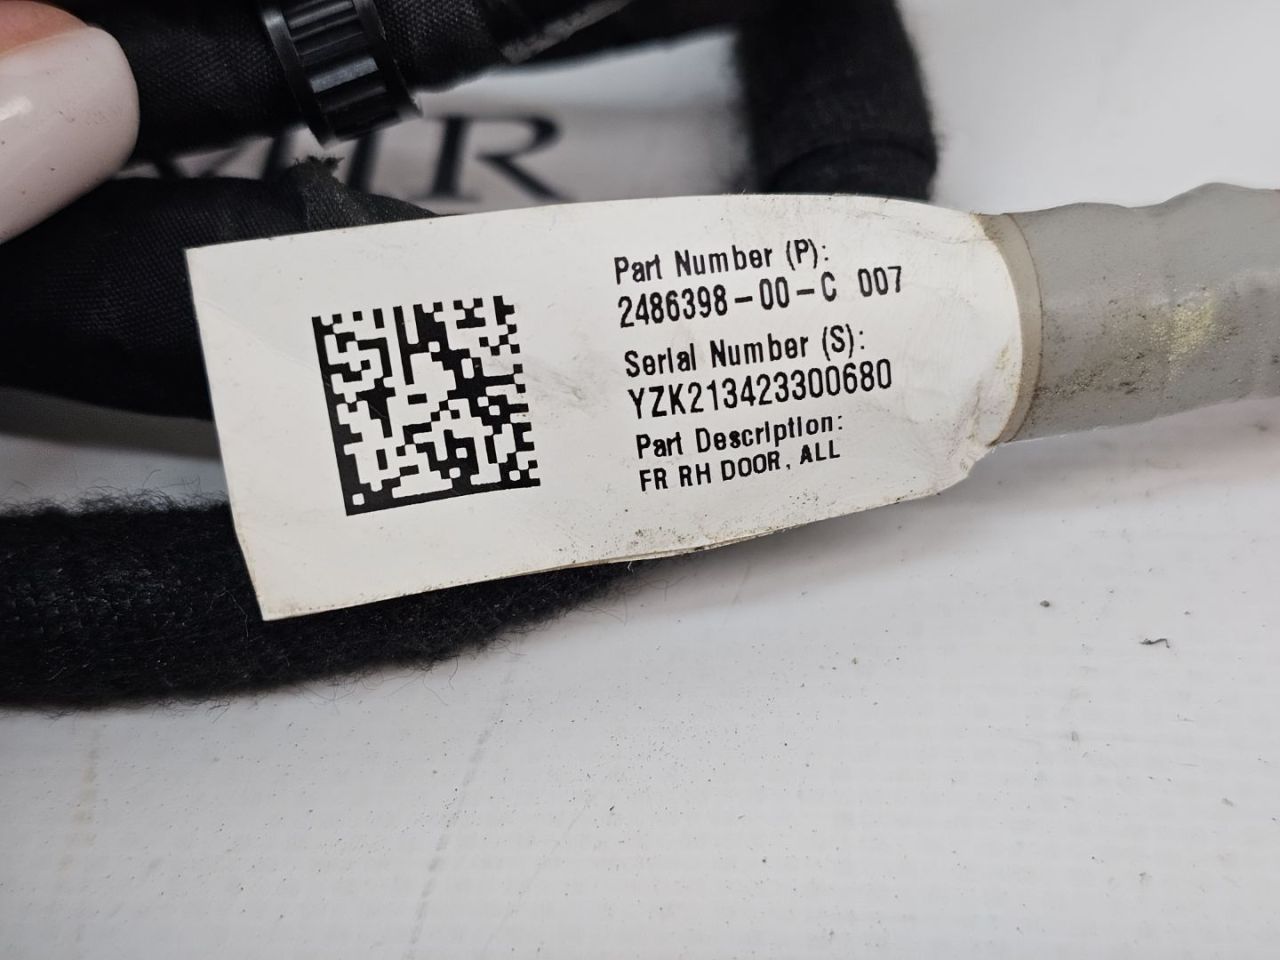 Part Number (P):
2486398-00-C 007
Serial Number (S):
YZK213423300680
Part Description:
FR RH DOOR, ALL